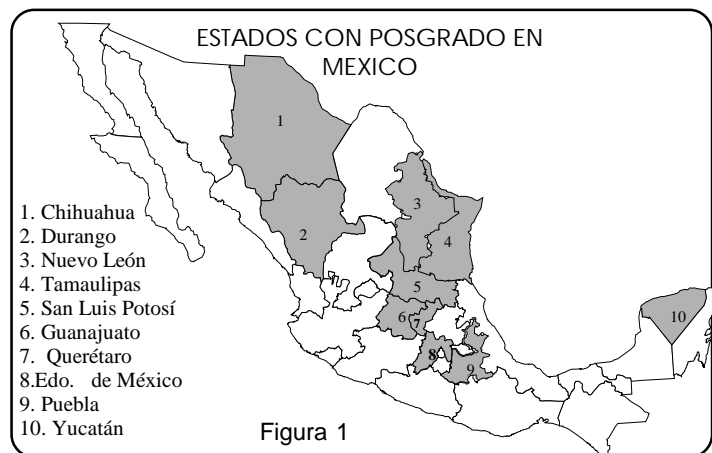 ESTADOS CON POSGRADO EN
MEXICO
1
2
3
4
5
6
7
8
9
10
1. Chihuahua
2. Durango
3. Nuevo León
4. Tamaulipas
5. San Luis Potosí
6. Guanajuato
7. Querétaro
8.Edo. de México
9. Puebla
10. Yucatán
Figura 1